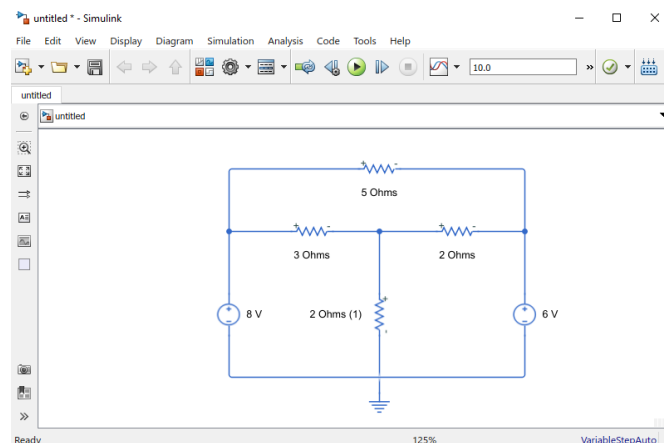 untitled * - Simulink
File Edit View Display Diagram Simulation Analysis Code Tools Help
10.0
untitled
untitled
5 Ohms
3 Ohms
2 Ohms
8 V
2 Ohms (1)
6 V
Ready
125%
VariableStepAuto